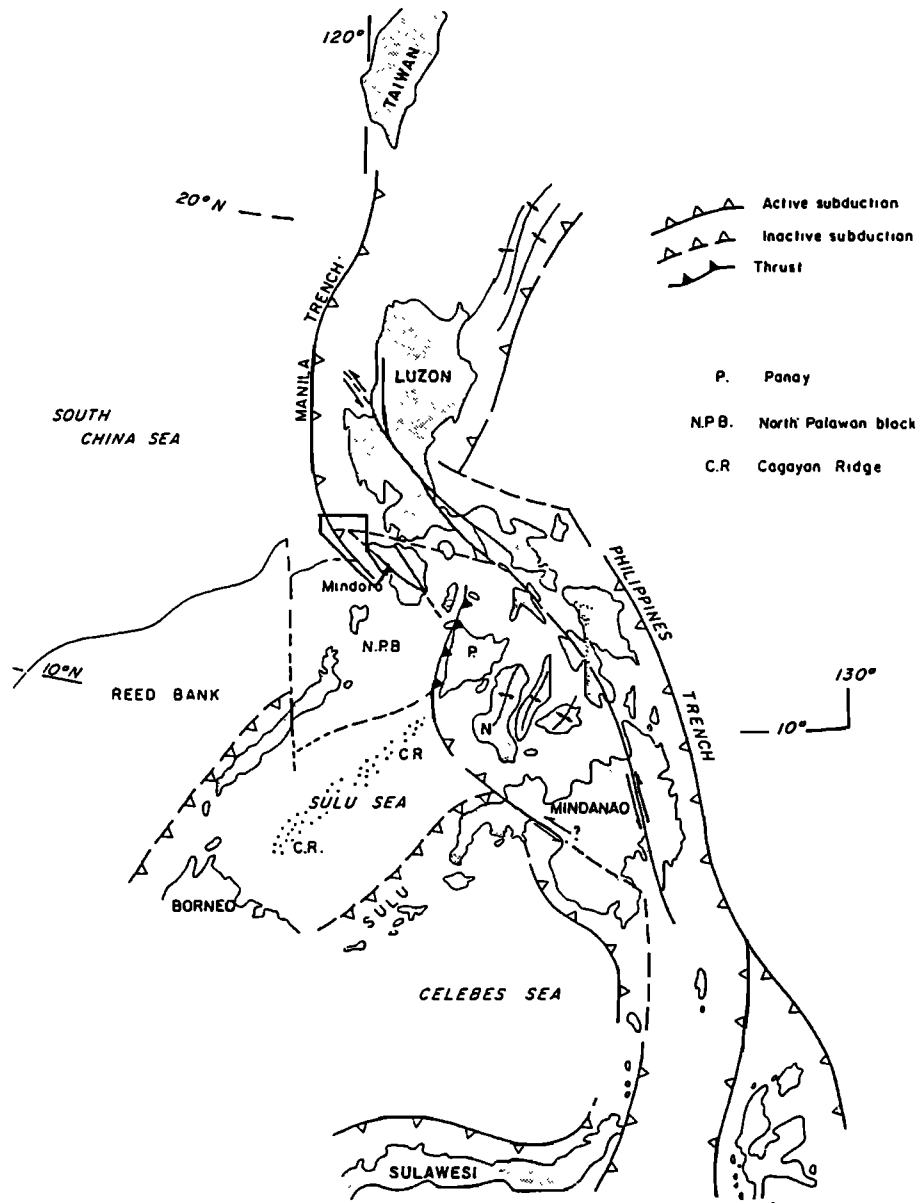 120°
TAIWAN
20°N
Active subduction
Inactive subduction
Thrust
MANILA TRENCH
LUZON
P. Panay
N.P.B. North Palawan block
C.R Cagayan Ridge
SOUTH
CHINA SEA
PHILIPPINES TRENCH
Mindoro
N.P.B
P.
10°N
REED BANK
130°
10°
N
C.R
SULU SEA
MINDANAO
?
C.R.
BORNEO
SULU
CELEBES SEA
SULAWESI